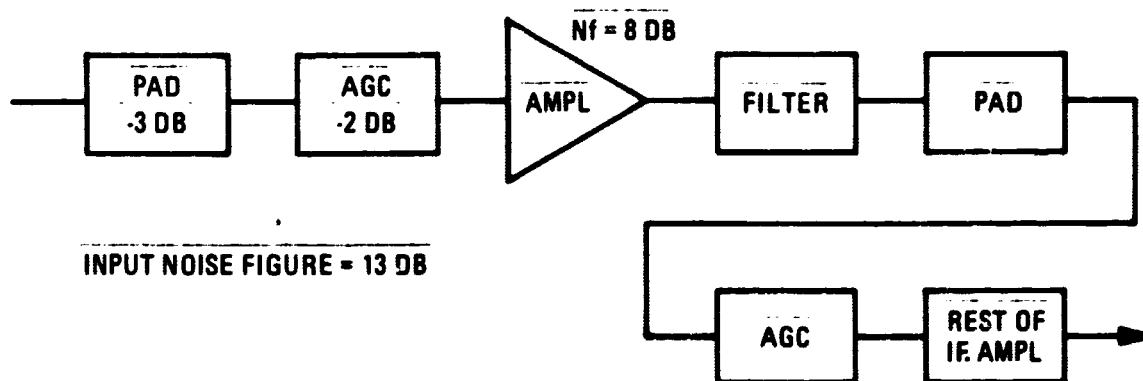 Nf = 8 DB
PAD
-3 DB
AGC
-2 DB
AMPL
FILTER
PAD
INPUT NOISE FIGURE = 13 DB
AGC
REST OF
I.F. AMPL